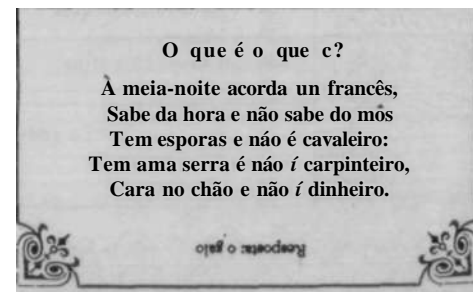 O que é o que c?
À meia-noite acorda un francês,
Sabe da hora e não sabe do mos
Tem esporas e náo é cavaleiro:
Tem ama serra é náo í carpinteiro,
Cara no chão e não í dinheiro.
Resposta: o galo